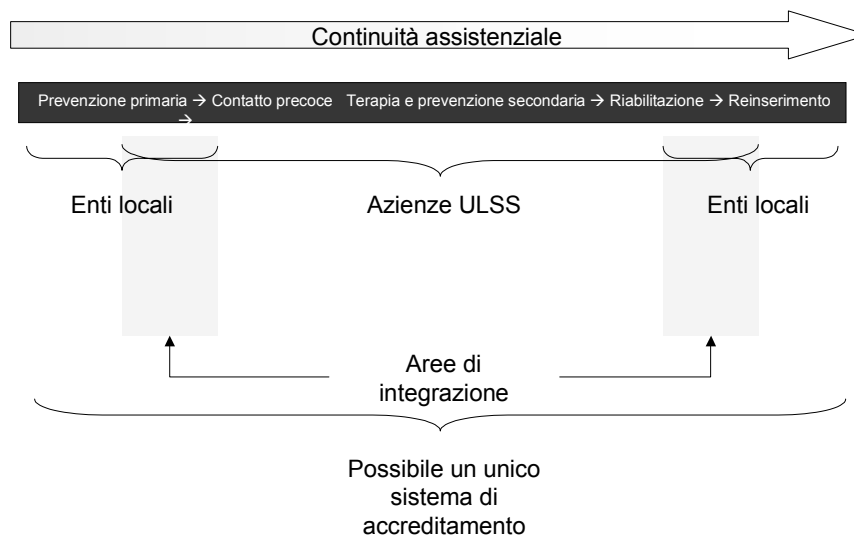 Continuità assistenziale
Prevenzione primaria → Contatto precoce Terapia e prevenzione secondaria → Riabilitazione → Reinserimento
→
Enti locali Azienze ULSS Enti locali
Aree di
integrazione
Possibile un unico
sistema di
accreditamento